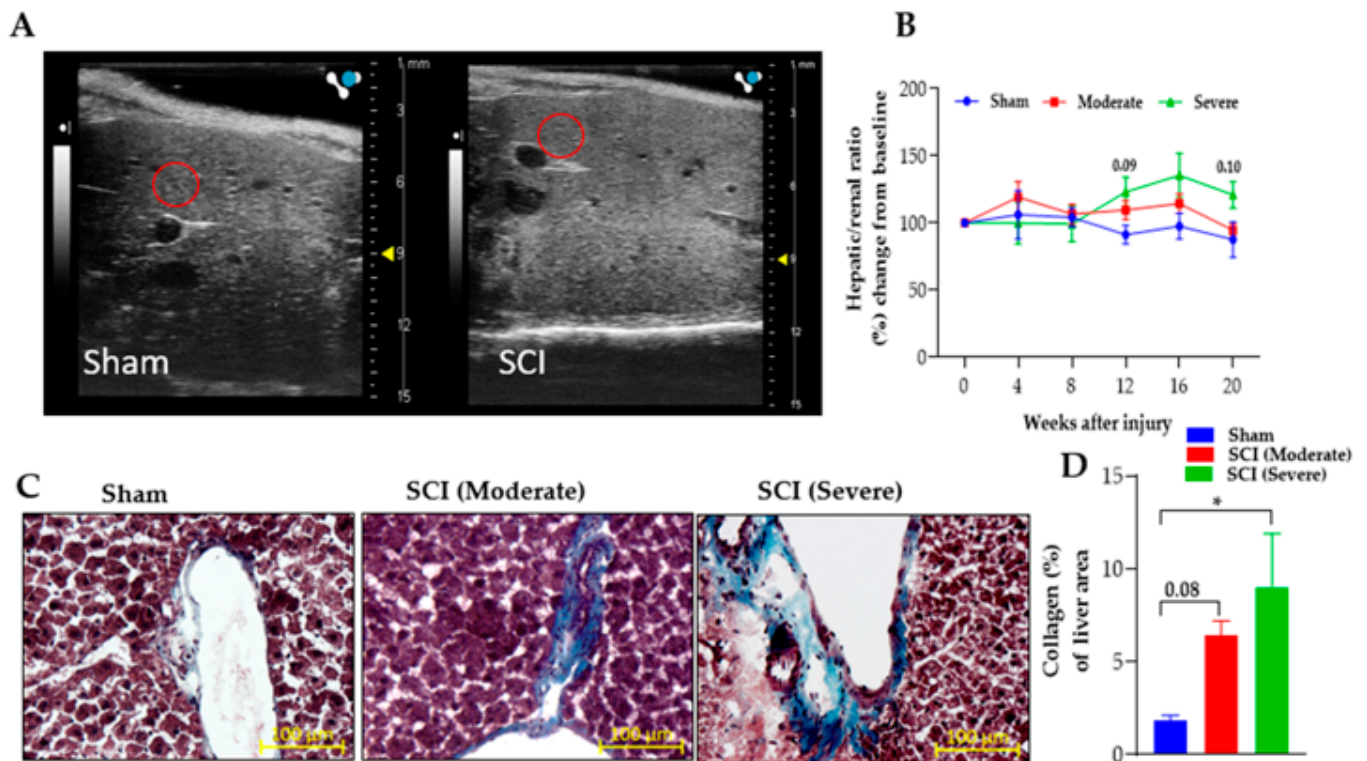 A
1 mm
3
6
9
12
15
Sham
1 mm
3
6
9
12
15
SCI
B
Hepatic/renal ratio
(%) change from baseline
200
150
100
50
0
Sham
Moderate
Severe
0.09
0.10
0
4
8
12
16
20
Weeks after injury
C
Sham
SCI (Moderate)
SCI (Severe)
100 µm
100 µm
100 µm
D
Sham
SCI (Moderate)
SCI (Severe)
Collagen (%)
of liver area
15
10
5
0
*
0.08